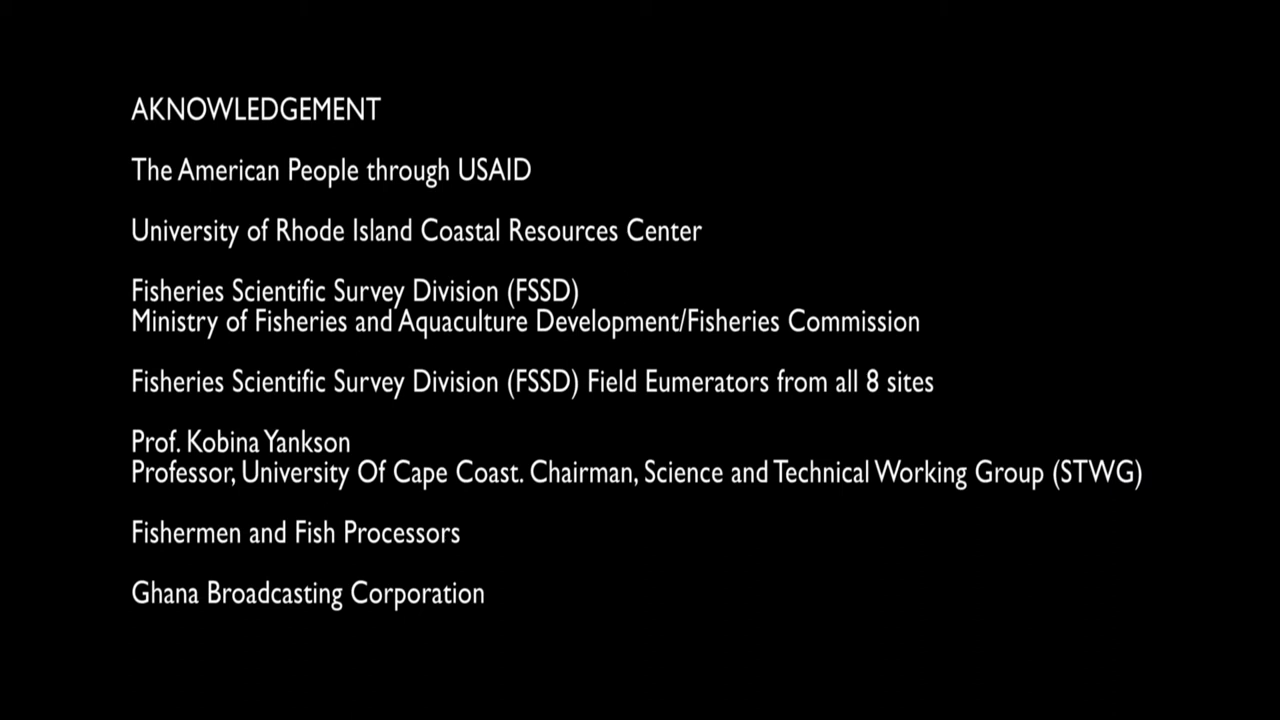 AKNOWLEDGEMENT
The American People through USAID
University of Rhode Island Coastal Resources Center
Fisheries Scientific Survey Division (FSSD)
Ministry of Fisheries and Aquaculture Development/Fisheries Commission
Fisheries Scientific Survey Division (FSSD) Field Eumerators from all 8 sites
Prof. Kobina Yankson
Professor, University Of Cape Coast. Chairman, Science and Technical Working Group (STWG)
Fishermen and Fish Processors
Ghana Broadcasting Corporation